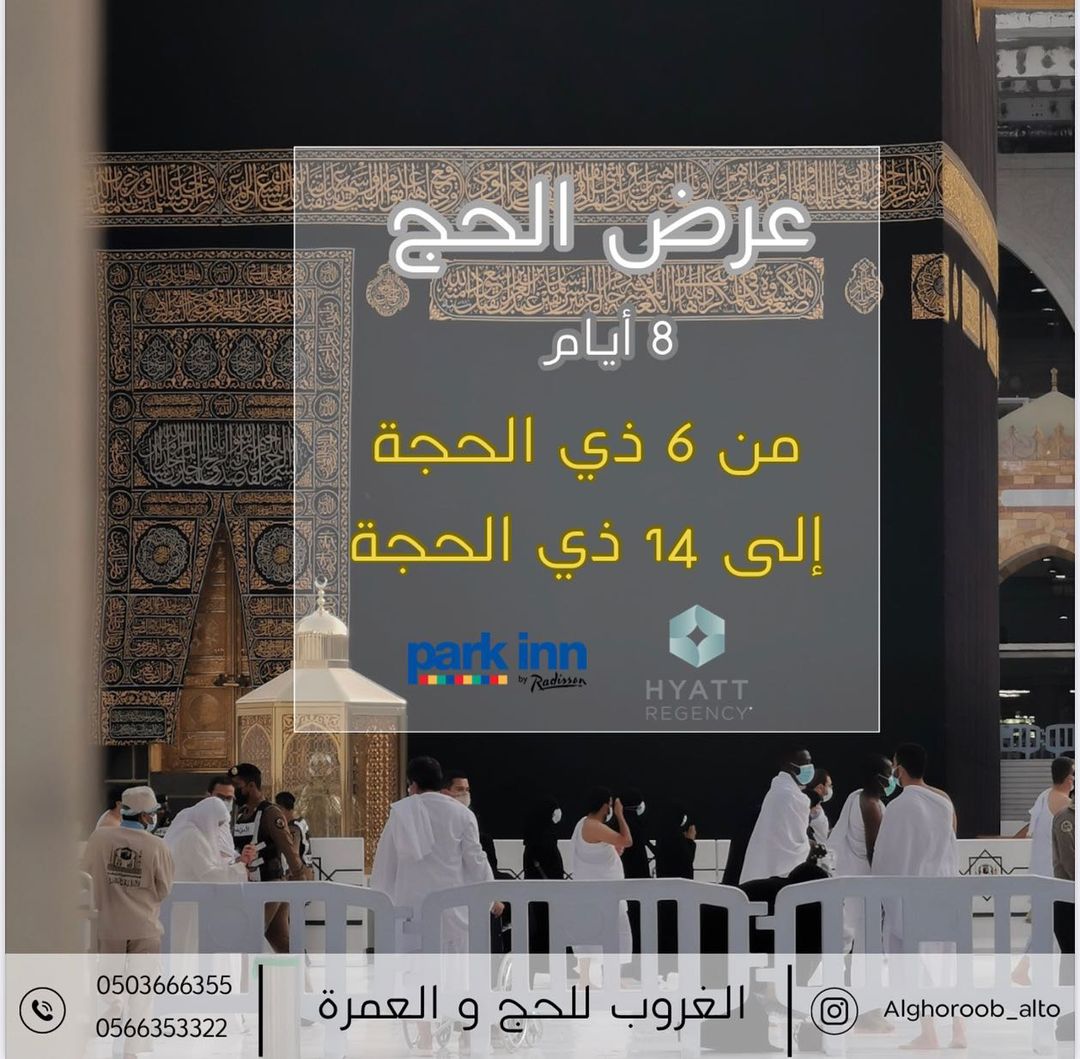 عرض الحج
8 أيام
من 6 ذي الحجة
إلى 14 ذي الحجة
park inn
by Radisson
HYATT
REGENCY
0503666355
0566353322
الغروب للحج و العمرة
Alghoroob_alto